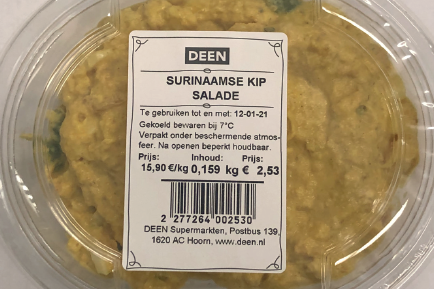 DEEN
SURINAAMSE KIP
SALADE
Te gebruiken tot en met: 12-01-21
Gekoeld bewaren bij 7°C
Verpakt onder beschermende atmos-
feer. Na openen beperkt houdbaar.
Prijs: Inhoud: Prijs:
15,90 €/kg 0,159 kg € 2,53
2 277264 002530
DEEN Supermarkten, Postbus 139,
1620 AC Hoorn, www.deen.nl